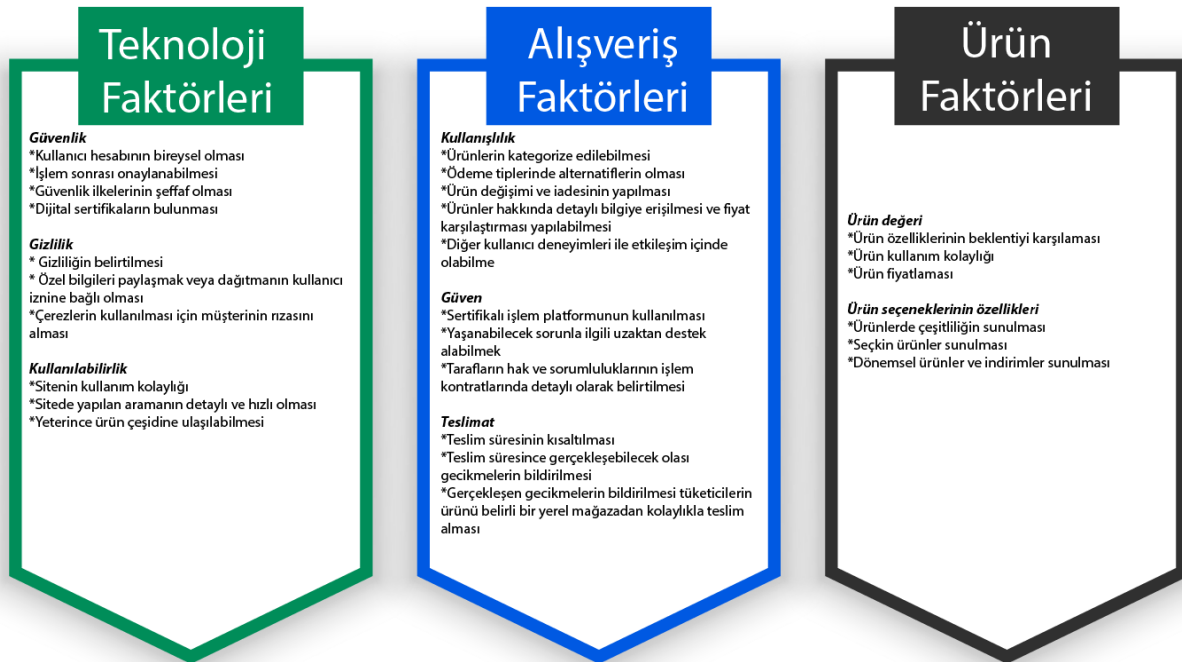 Teknoloji
Faktörleri
Güvenlik
*Kullanıcı hesabının bireysel olması
*İşlem sonrası onaylanabilmesi
*Güvenlik ilkelerinin şeffaf olması
*Dijital sertifikaların bulunması
Gizlilik
* Gizliliğin belirtilmesi
* Özel bilgileri paylaşmak veya dağıtmanın kullanıcı
iznine bağlı olması
*Çerezlerin kullanılması için müşterinin rızasını
alması
Kullanılabilirlik
*Sitenin kullanım kolaylığı
*Sitede yapılan aramanın detaylı ve hızlı olması
*Yeterince ürün çeşidine ulaşılabilmesi
Alışveriş
Faktörleri
Kullanışlılık
*Ürünlerin kategorize edilebilmesi
*Ödeme tiplerinde alternatiflerin olması
*Ürün değişimi ve iadesinin yapılması
*Ürünler hakkında detaylı bilgiye erişilmesi ve fiyat
karşılaştırması yapılabilmesi
*Diğer kullanıcı deneyimleri ile etkileşim içinde
olabilme
Güven
*Sertifikalı işlem platformunun kullanılması
*Yaşanabilecek sorunla ilgili uzaktan destek
alabilmek
*Tarafların hak ve sorumluluklarının işlem
kontratlarında detaylı olarak belirtilmesi
Teslimat
*Teslim süresinin kısaltılması
*Teslim süresince gerçekleşebilecek olası
gecikmelerin bildirilmesi
*Gerçekleşen gecikmelerin bildirilmesi tüketicilerin
ürünü belirli bir yerel mağazadan kolaylıkla teslim
alması
Ürün
Faktörleri
Ürün değeri
*Ürün özelliklerinin beklentiyi karşılaması
*Ürün kullanım kolaylığı
*Ürün fiyatlaması
Ürün seçeneklerinin özellikleri
*Ürünlerde çeşitliliğin sunulması
*Seçkin ürünler sunulması
*Dönemsel ürünler ve indirimler sunulması